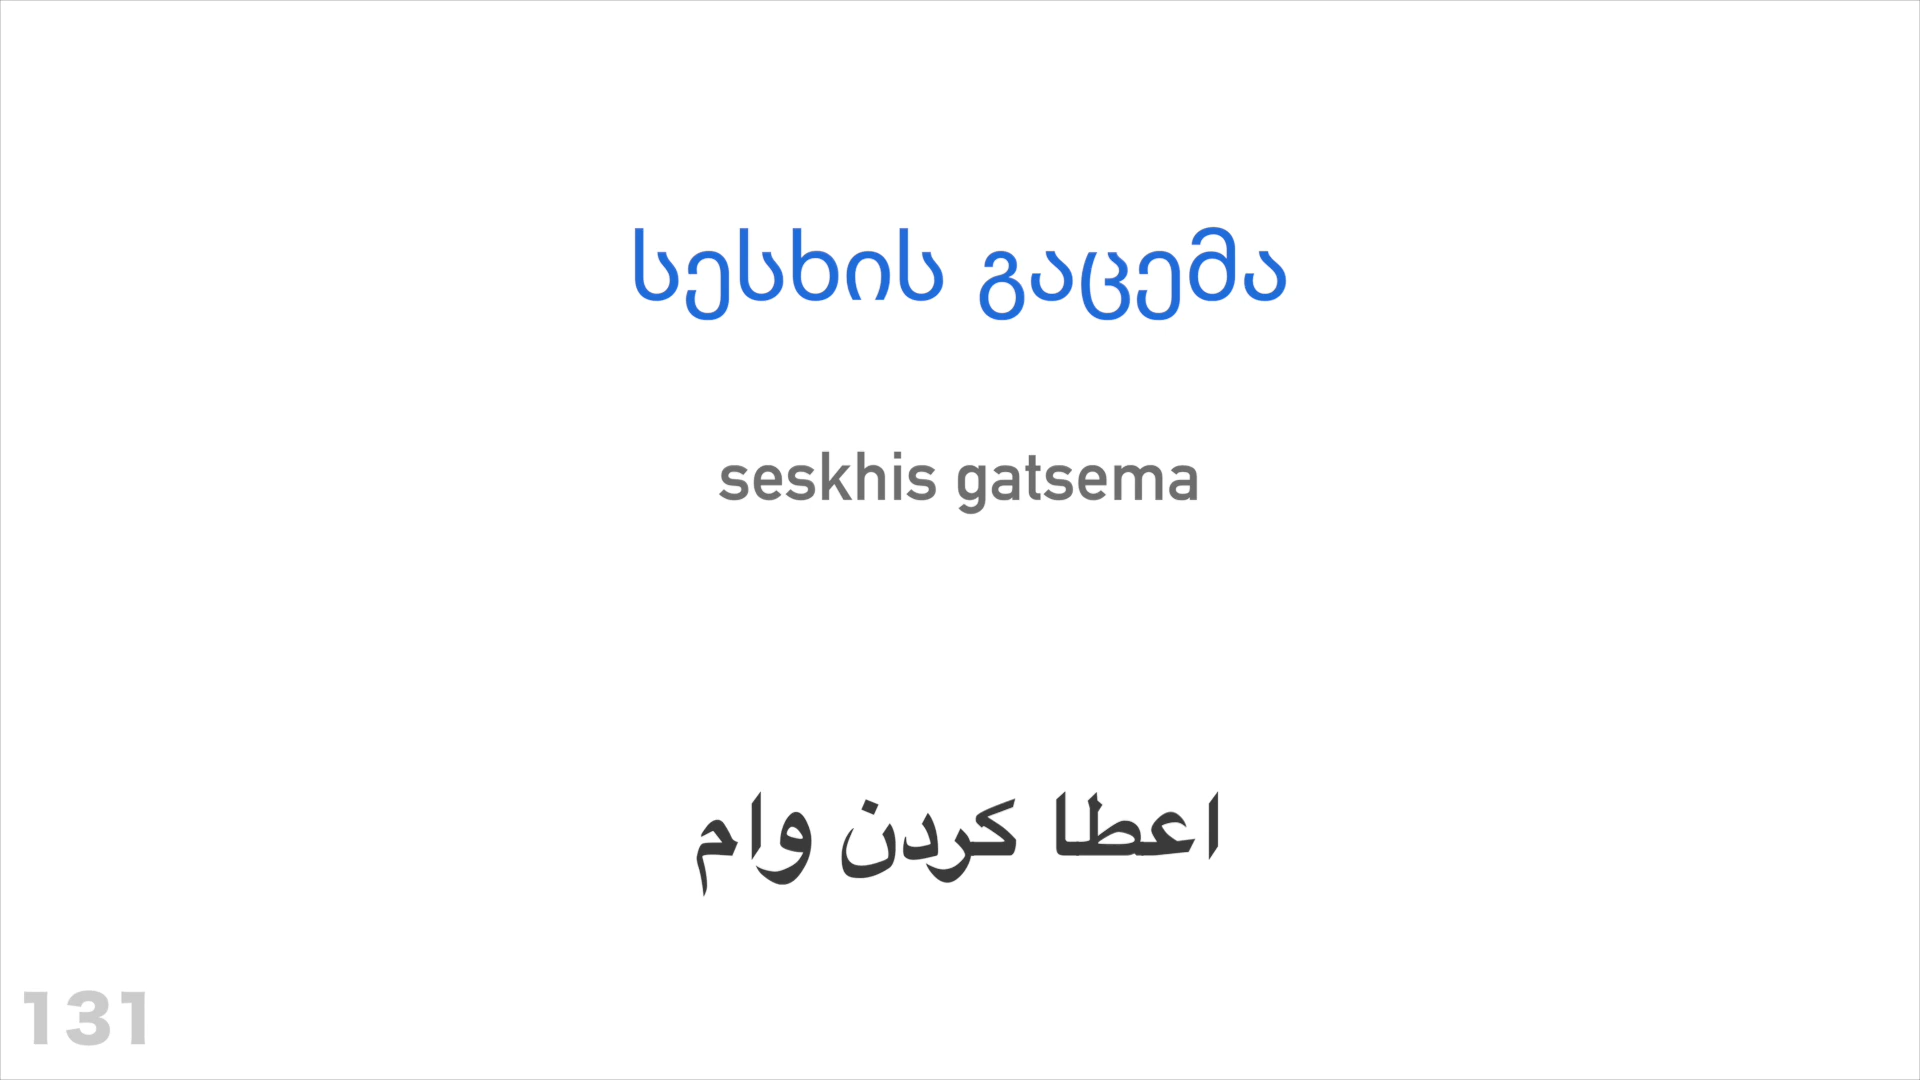 სესხის გაცემა
seskhis gatsema
اعطا کردن وام
131